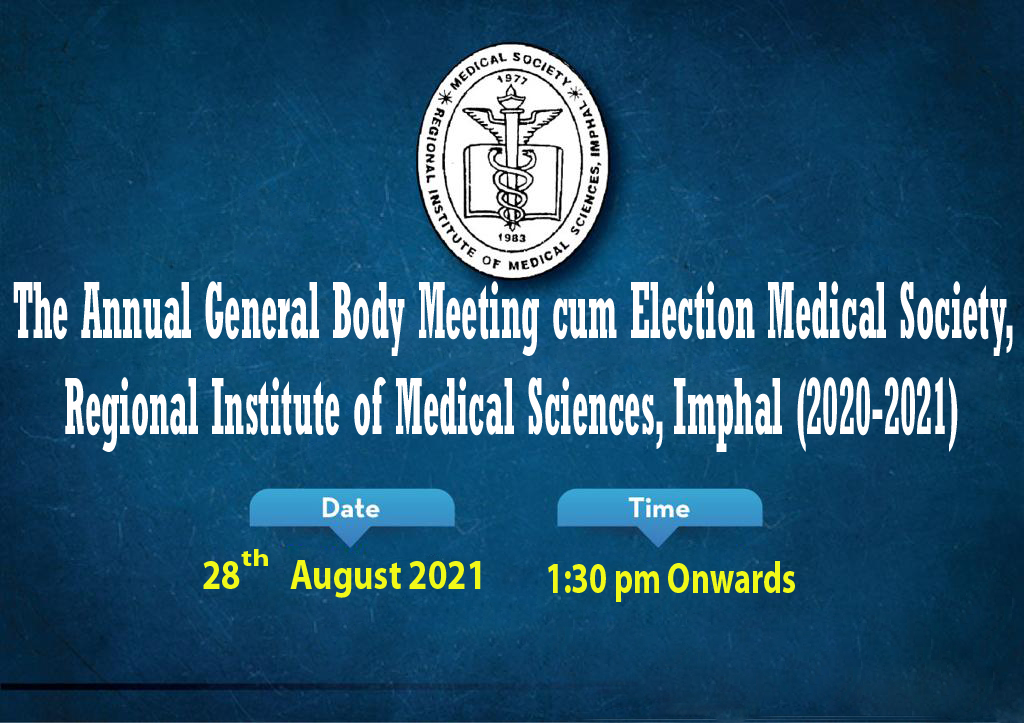 MEDICAL SOCIETY
1977
REGIONAL INSTITUTE OF MEDICAL SCIENCES, IMPHAL
1983
The Annual General Body Meeting cum Election Medical Society,
Regional Institute of Medical Sciences, Imphal (2020-2021)
Date Time
28th August 2021 1:30 pm Onwards